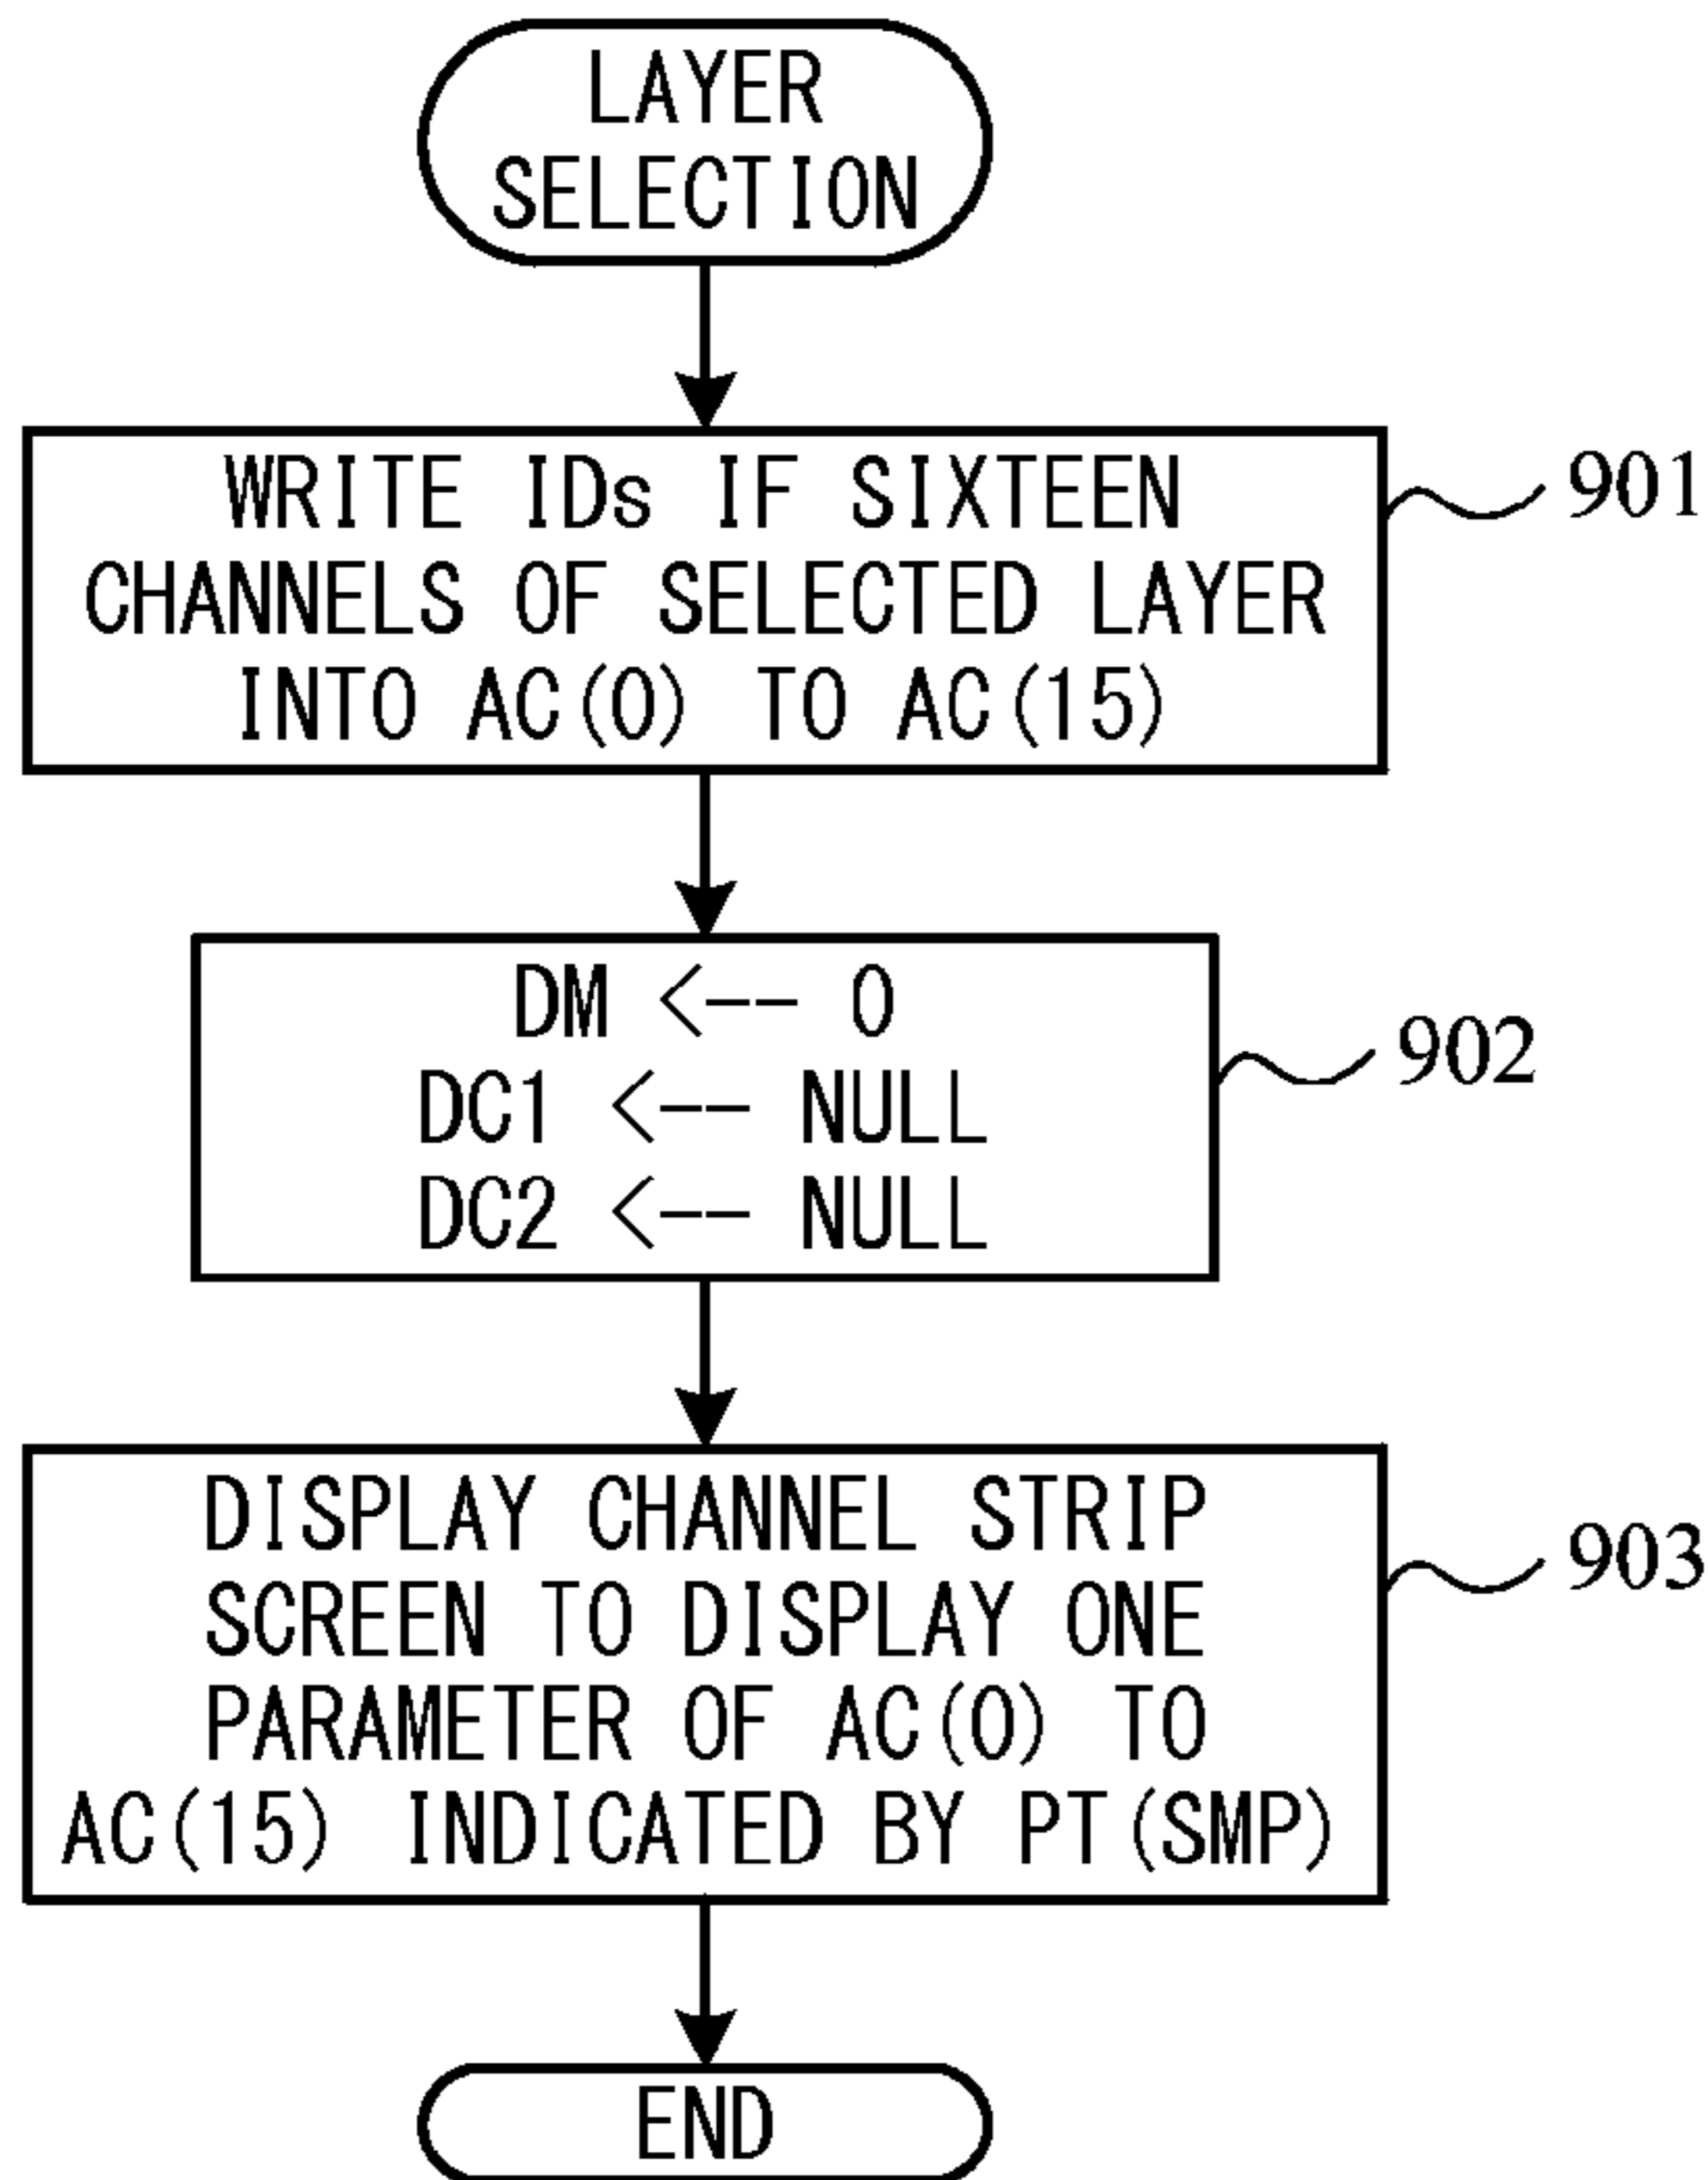 LAYER
SELECTION
WRITE IDs IF SIXTEEN
CHANNELS OF SELECTED LAYER
INTO AC(0) TO AC(15)
901
DM <-- 0
DC1 <-- NULL
DC2 <-- NULL
902
DISPLAY CHANNEL STRIP
SCREEN TO DISPLAY ONE
PARAMETER OF AC(0) TO
AC(15) INDICATED BY PT(SMP)
903
END